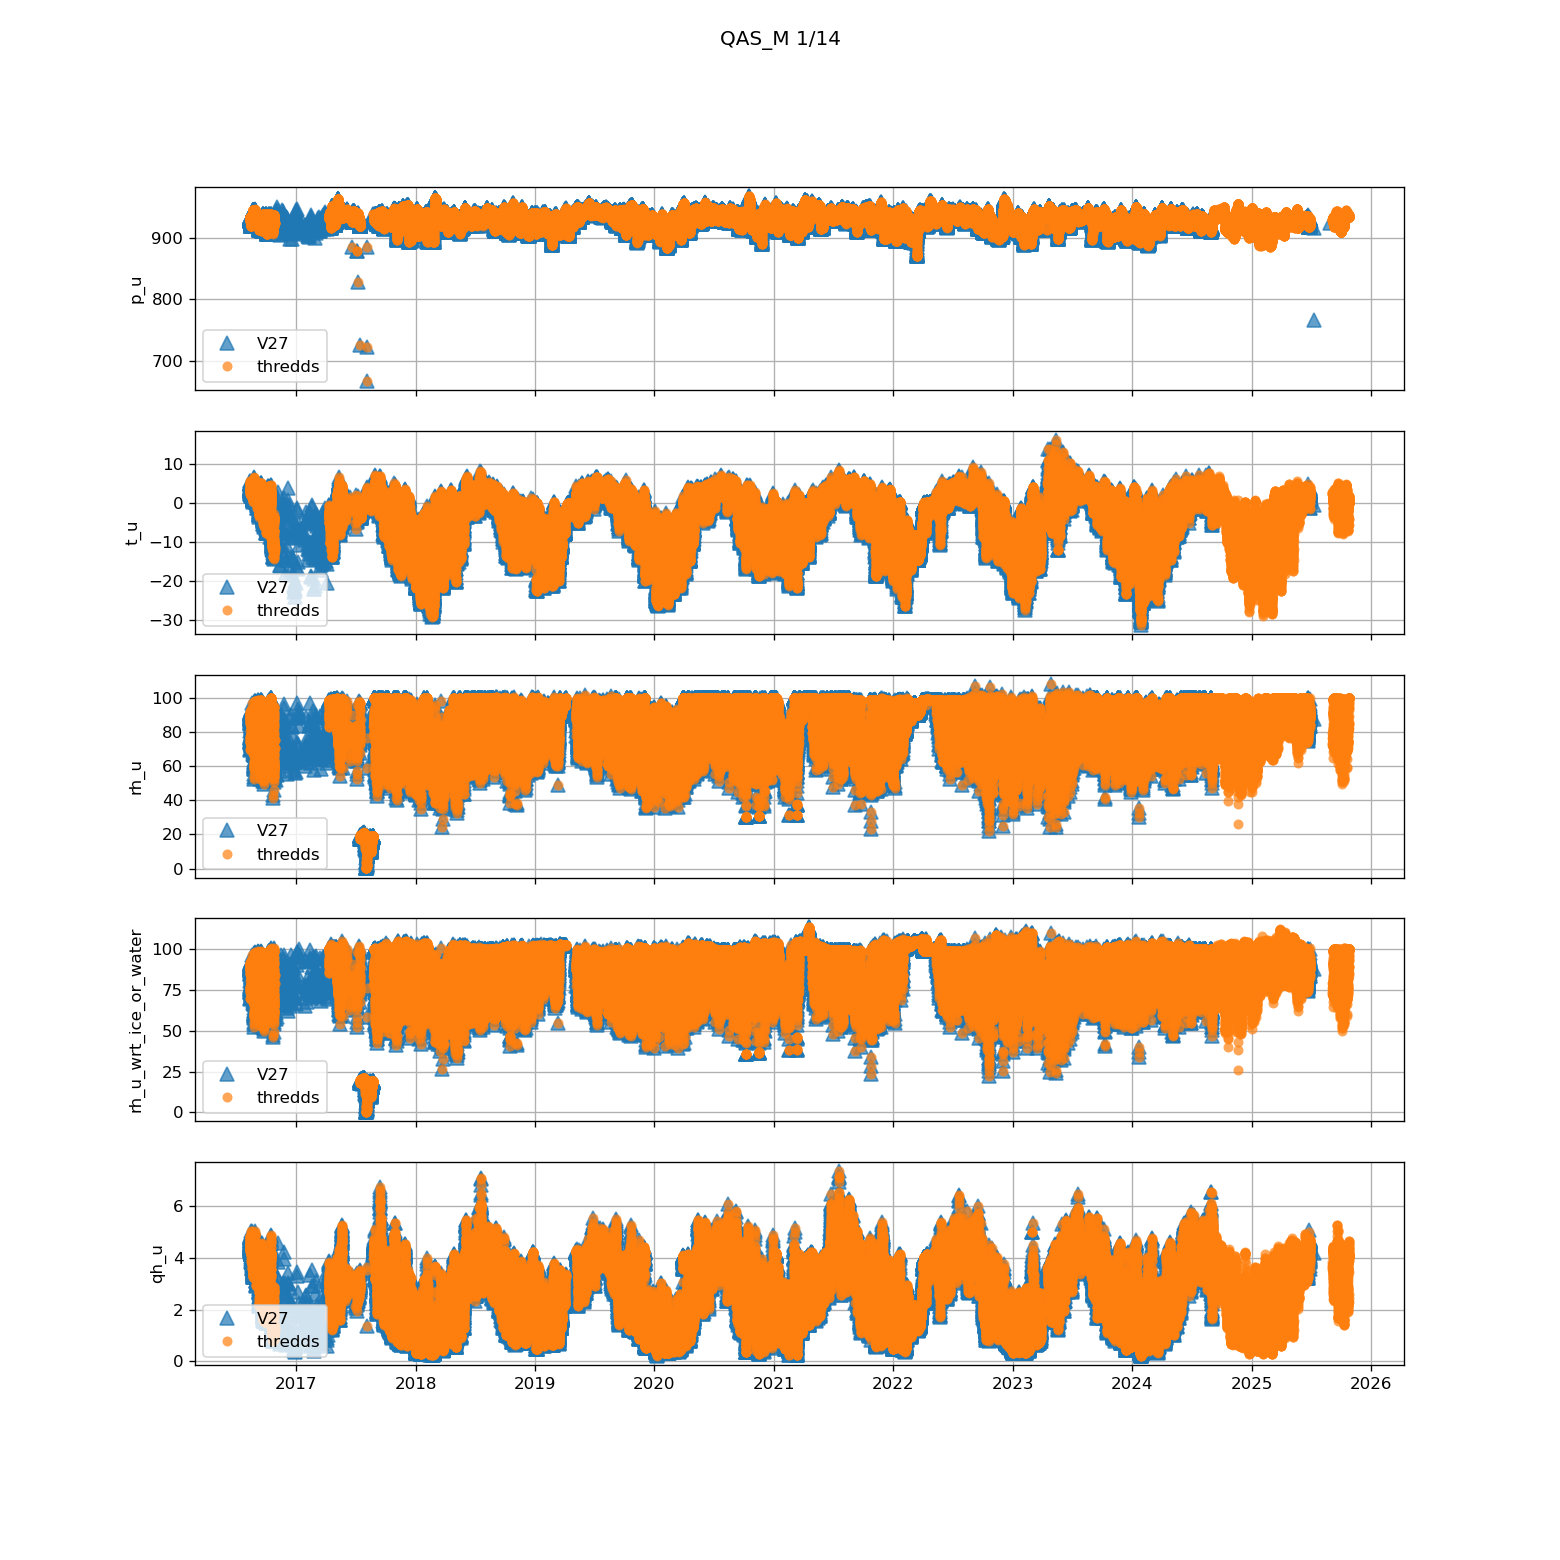 QAS_M 1/14
900
800
700
p_u
V27
thredds
10
0
−10
−20
−30
t_u
V27
thredds
100
80
60
40
20
0
rh_u
V27
thredds
100
75
50
25
0
rh_u_wrt_ice_or_water
V27
thredds
6
4
2
0
qh_u
V27
thredds
2017 2018 2019 2020 2021 2022 2023 2024 2025 2026